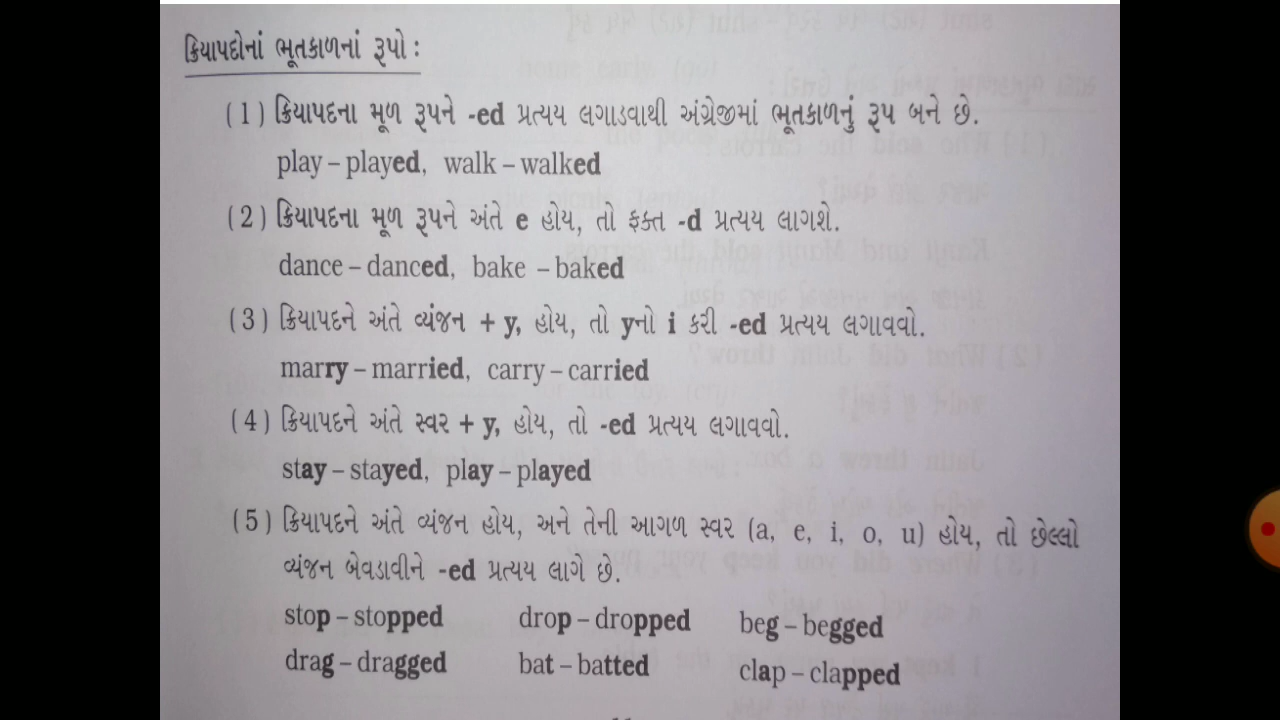 ક્રિયાપદોનાં ભૂતકાળનાં રૂપો :
(1) ક્રિયાપદના મૂળ રૂપને -ed પ્રત્યય લગાડવાથી અંગ્રેજીમાં ભૂતકાળનું રૂપ બને છે.
play – played, walk – walked
(2) ક્રિયાપદના મૂળ રૂપને અંતે e હોય, તો ફક્ત -d પ્રત્યય લાગશે.
dance – danced, bake – baked
(3) ક્રિયાપદને અંતે વ્યંજન + y, હોય, તો yનો i કરી -ed પ્રત્યય લગાવવો.
marry – married, carry – carried
(4) ક્રિયાપદને અંતે સ્વર + y, હોય, તો -ed પ્રત્યય લગાવવો.
stay – stayed, play – played
(5) ક્રિયાપદને અંતે વ્યંજન હોય, અને તેની આગળ સ્વર (a, e, i, o, u) હોય, તો છેલ્લો
વ્યંજન બેવડાવીને -ed પ્રત્યય લાગે છે.
stop – stopped drop – dropped beg – begged
drag – dragged bat – batted clap – clapped